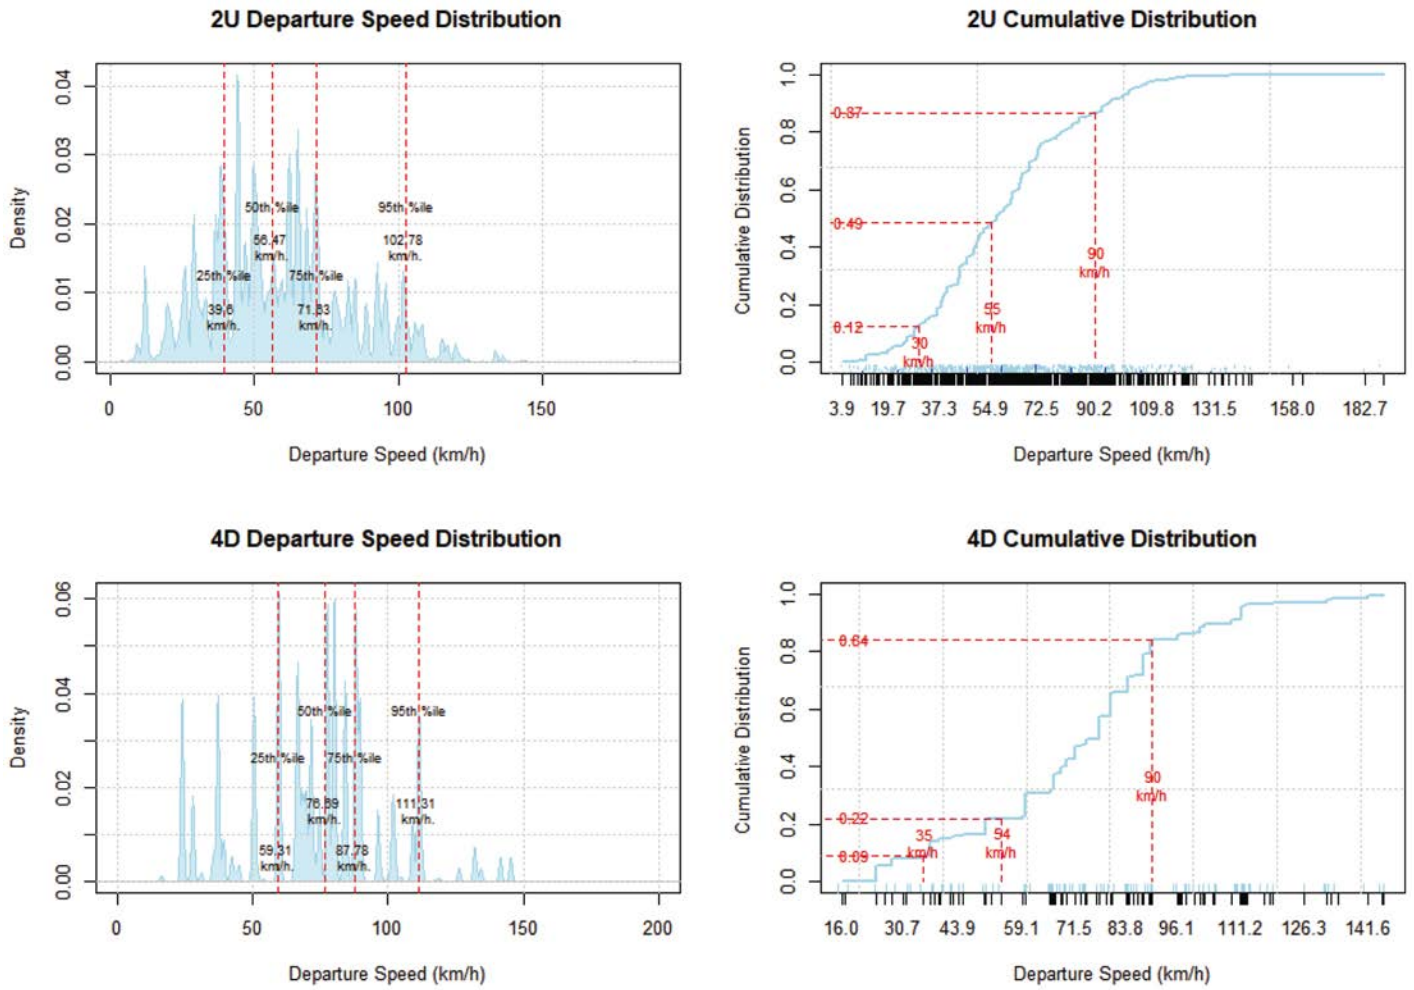 2U Departure Speed Distribution
Density
0.00
0.01
0.02
0.03
0.04
50th %ile
56.47
km/h.
95th %ile
102.78
km/h.
25th %ile
39.6
km/h.
75th %ile
71.83
km/h.
0 50 100 150
Departure Speed (km/h)
2U Cumulative Distribution
Cumulative Distribution
0.0
0.2
0.4
0.6
0.8
1.0
0.87
0.49
0.12
90
km/h
55
km/h
30
km/h
3.9 19.7 37.3 54.9 72.5 90.2 109.8 131.5 158.0 182.7
Departure Speed (km/h)
4D Departure Speed Distribution
Density
0.00
0.02
0.04
0.06
50th %ile
95th %ile
25th %ile
75th %ile
km/h.
111.31
km/h.
59.31
km/h.
87.78
km/h.
0 50 100 150 200
Departure Speed (km/h)
4D Cumulative Distribution
Cumulative Distribution
0.0
0.2
0.4
0.6
0.8
1.0
0.84
0.22
0.09
90
km/h
35
km/h
54
km/h
16.0 30.7 43.9 59.1 71.5 83.8 96.1 111.2 126.3 141.6
Departure Speed (km/h)